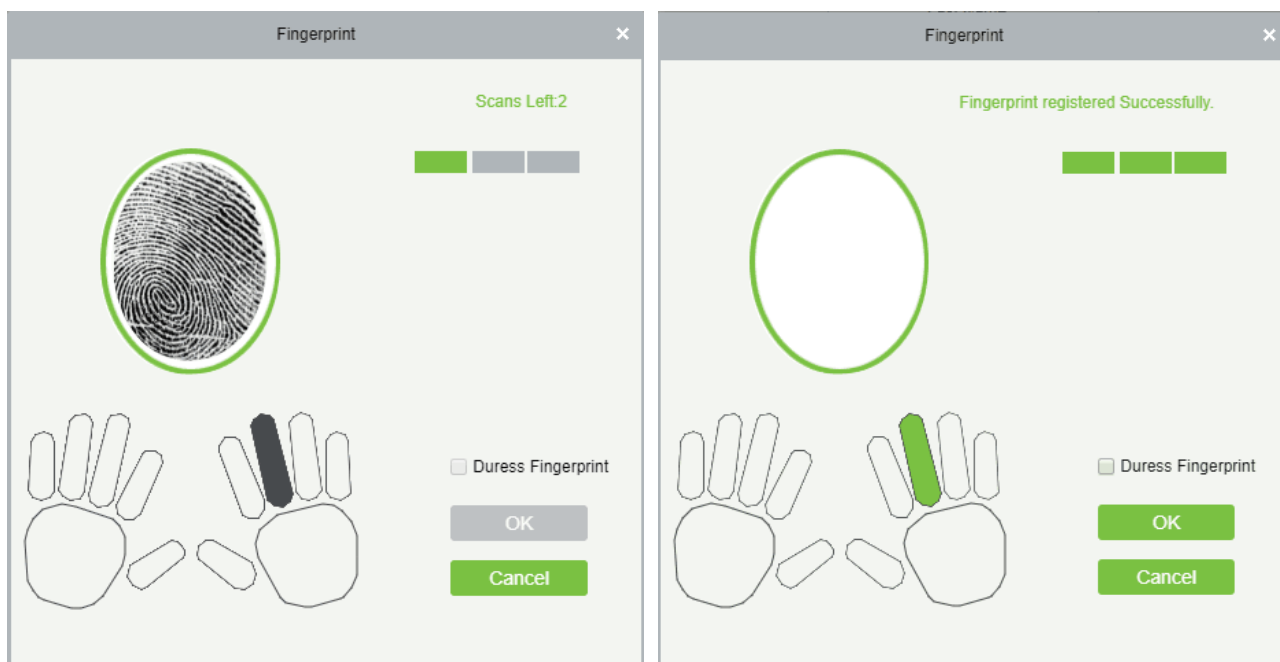 Fingerprint
×
Scans Left:2
Duress Fingerprint
OK
Cancel
Fingerprint
×
Fingerprint registered Successfully.
Duress Fingerprint
OK
Cancel